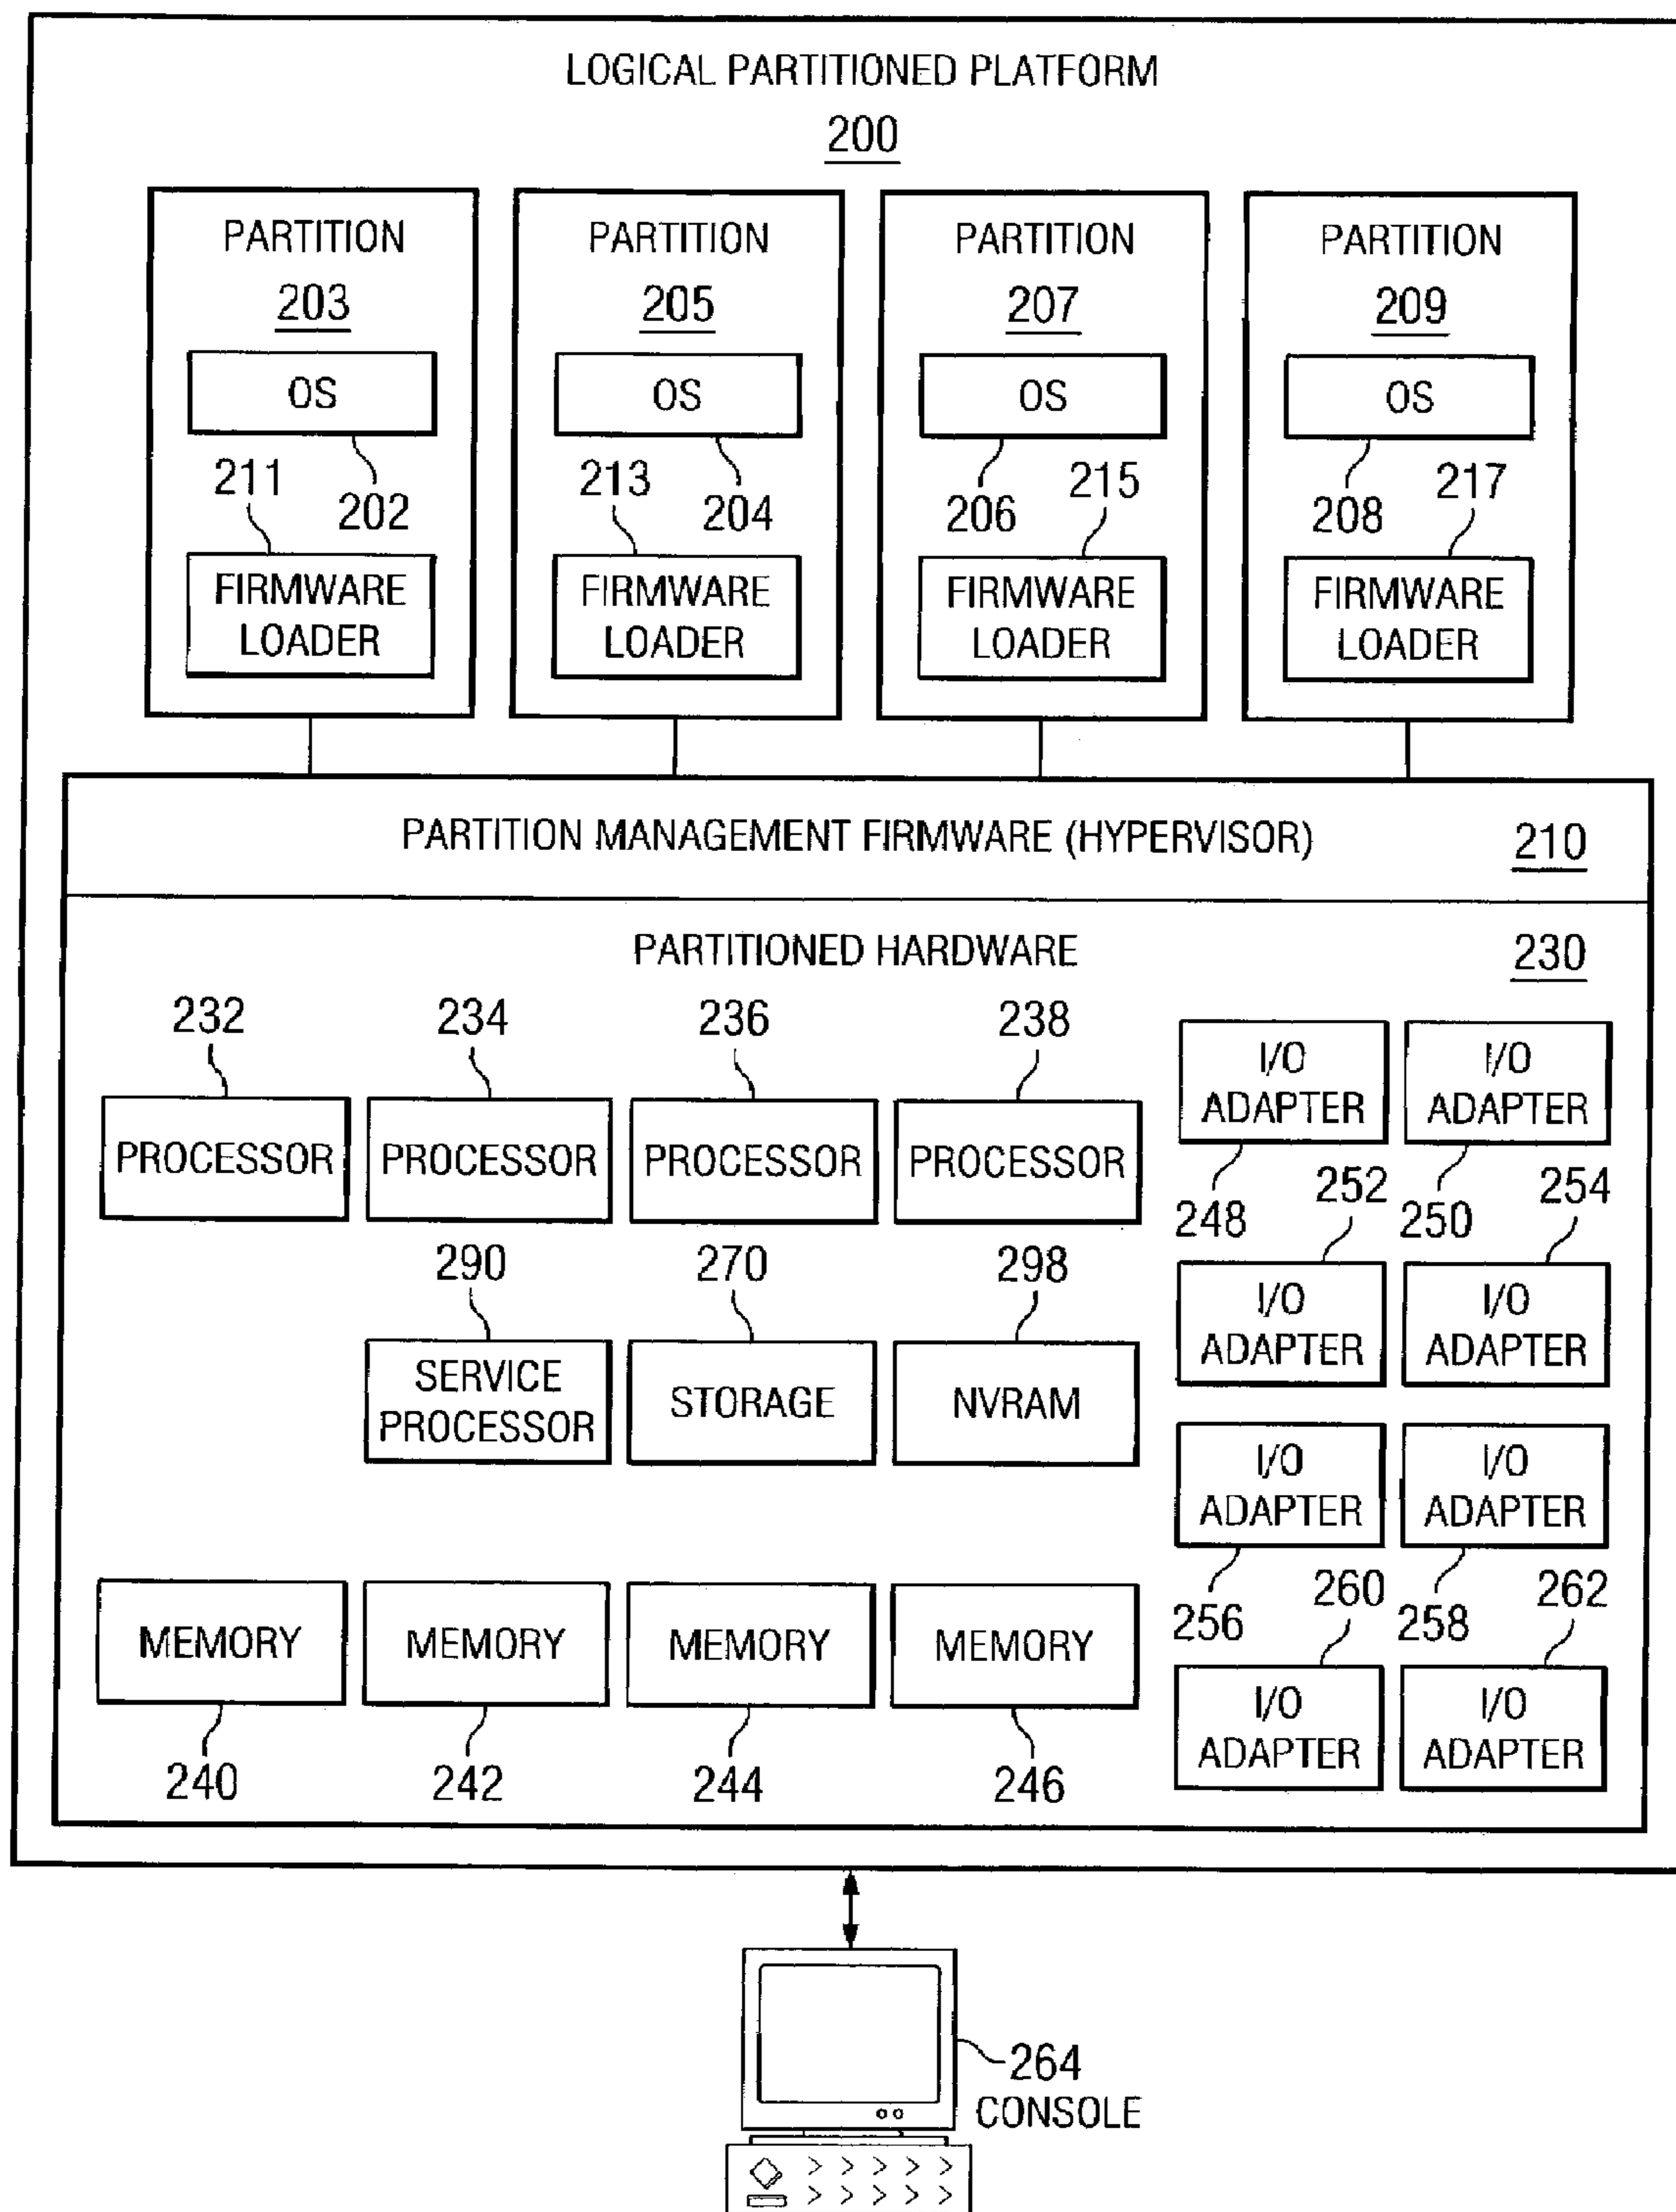 LOGICAL PARTITIONED PLATFORM
200
PARTITION
203
OS
202
211
FIRMWARE
LOADER
PARTITION
205
OS
204
213
FIRMWARE
LOADER
PARTITION
207
OS
206
215
FIRMWARE
LOADER
PARTITION
209
OS
208
217
FIRMWARE
LOADER
PARTITION MANAGEMENT FIRMWARE (HYPERVISOR)
210
PARTITIONED HARDWARE
230
232
PROCESSOR
234
PROCESSOR
236
PROCESSOR
238
PROCESSOR
290
SERVICE
PROCESSOR
270
STORAGE
298
NVRAM
MEMORY
240
MEMORY
242
MEMORY
244
MEMORY
246
I/O
ADAPTER
248
I/O
ADAPTER
250
252
I/O
ADAPTER
254
I/O
ADAPTER
I/O
ADAPTER
256
I/O
ADAPTER
258
260
I/O
ADAPTER
262
I/O
ADAPTER
264
CONSOLE